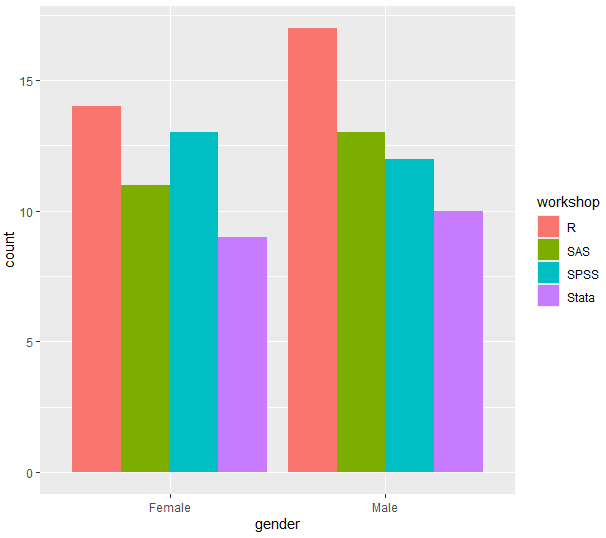 count
15
10
5
0
Female
Male
gender
workshop
R
SAS
SPSS
Stata